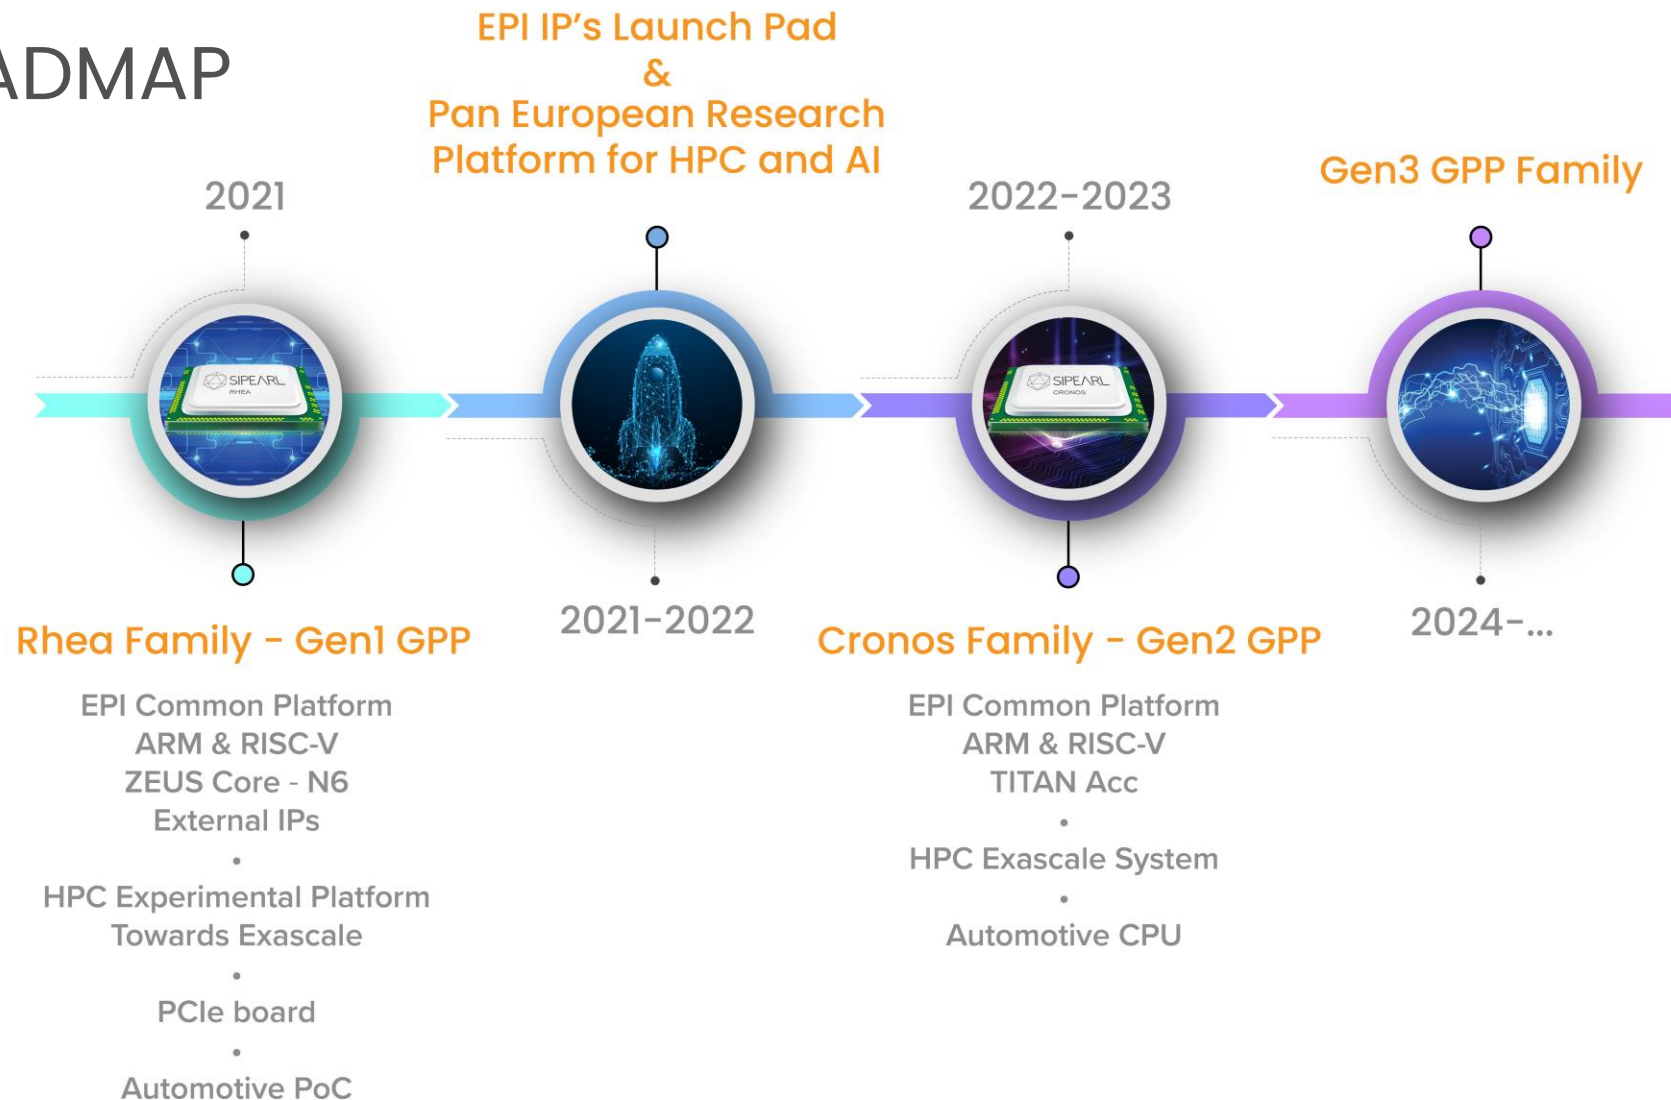 ADMAP
2021
SIPEARL
RHEA
Rhea Family - Gen1 GPP
EPI Common Platform
ARM & RISC-V
ZEUS Core - N6
External IPs
•
HPC Experimental Platform
Towards Exascale
•
PCIe board
•
Automotive PoC
EPI IP's Launch Pad
&
Pan European Research
Platform for HPC and AI
2021-2022
2022-2023
SIPEARL
CRONOS
Cronos Family - Gen2 GPP
EPI Common Platform
ARM & RISC-V
TITAN Acc
•
HPC Exascale System
•
Automotive CPU
Gen3 GPP Family
2024-...